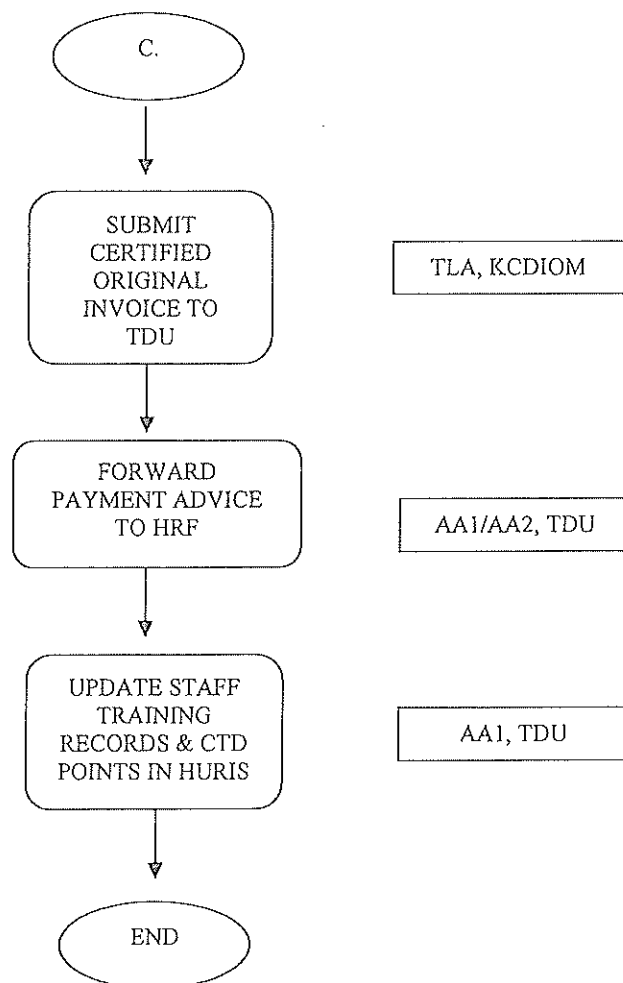 C.
SUBMIT
CERTIFIED
ORIGINAL
INVOICE TO
TDU
TLA, KCDIOM
FORWARD
PAYMENT ADVICE
TO HRF
AA1/AA2, TDU
UPDATE STAFF
TRAINING
RECORDS & CTD
POINTS IN HURIS
AA1, TDU
END